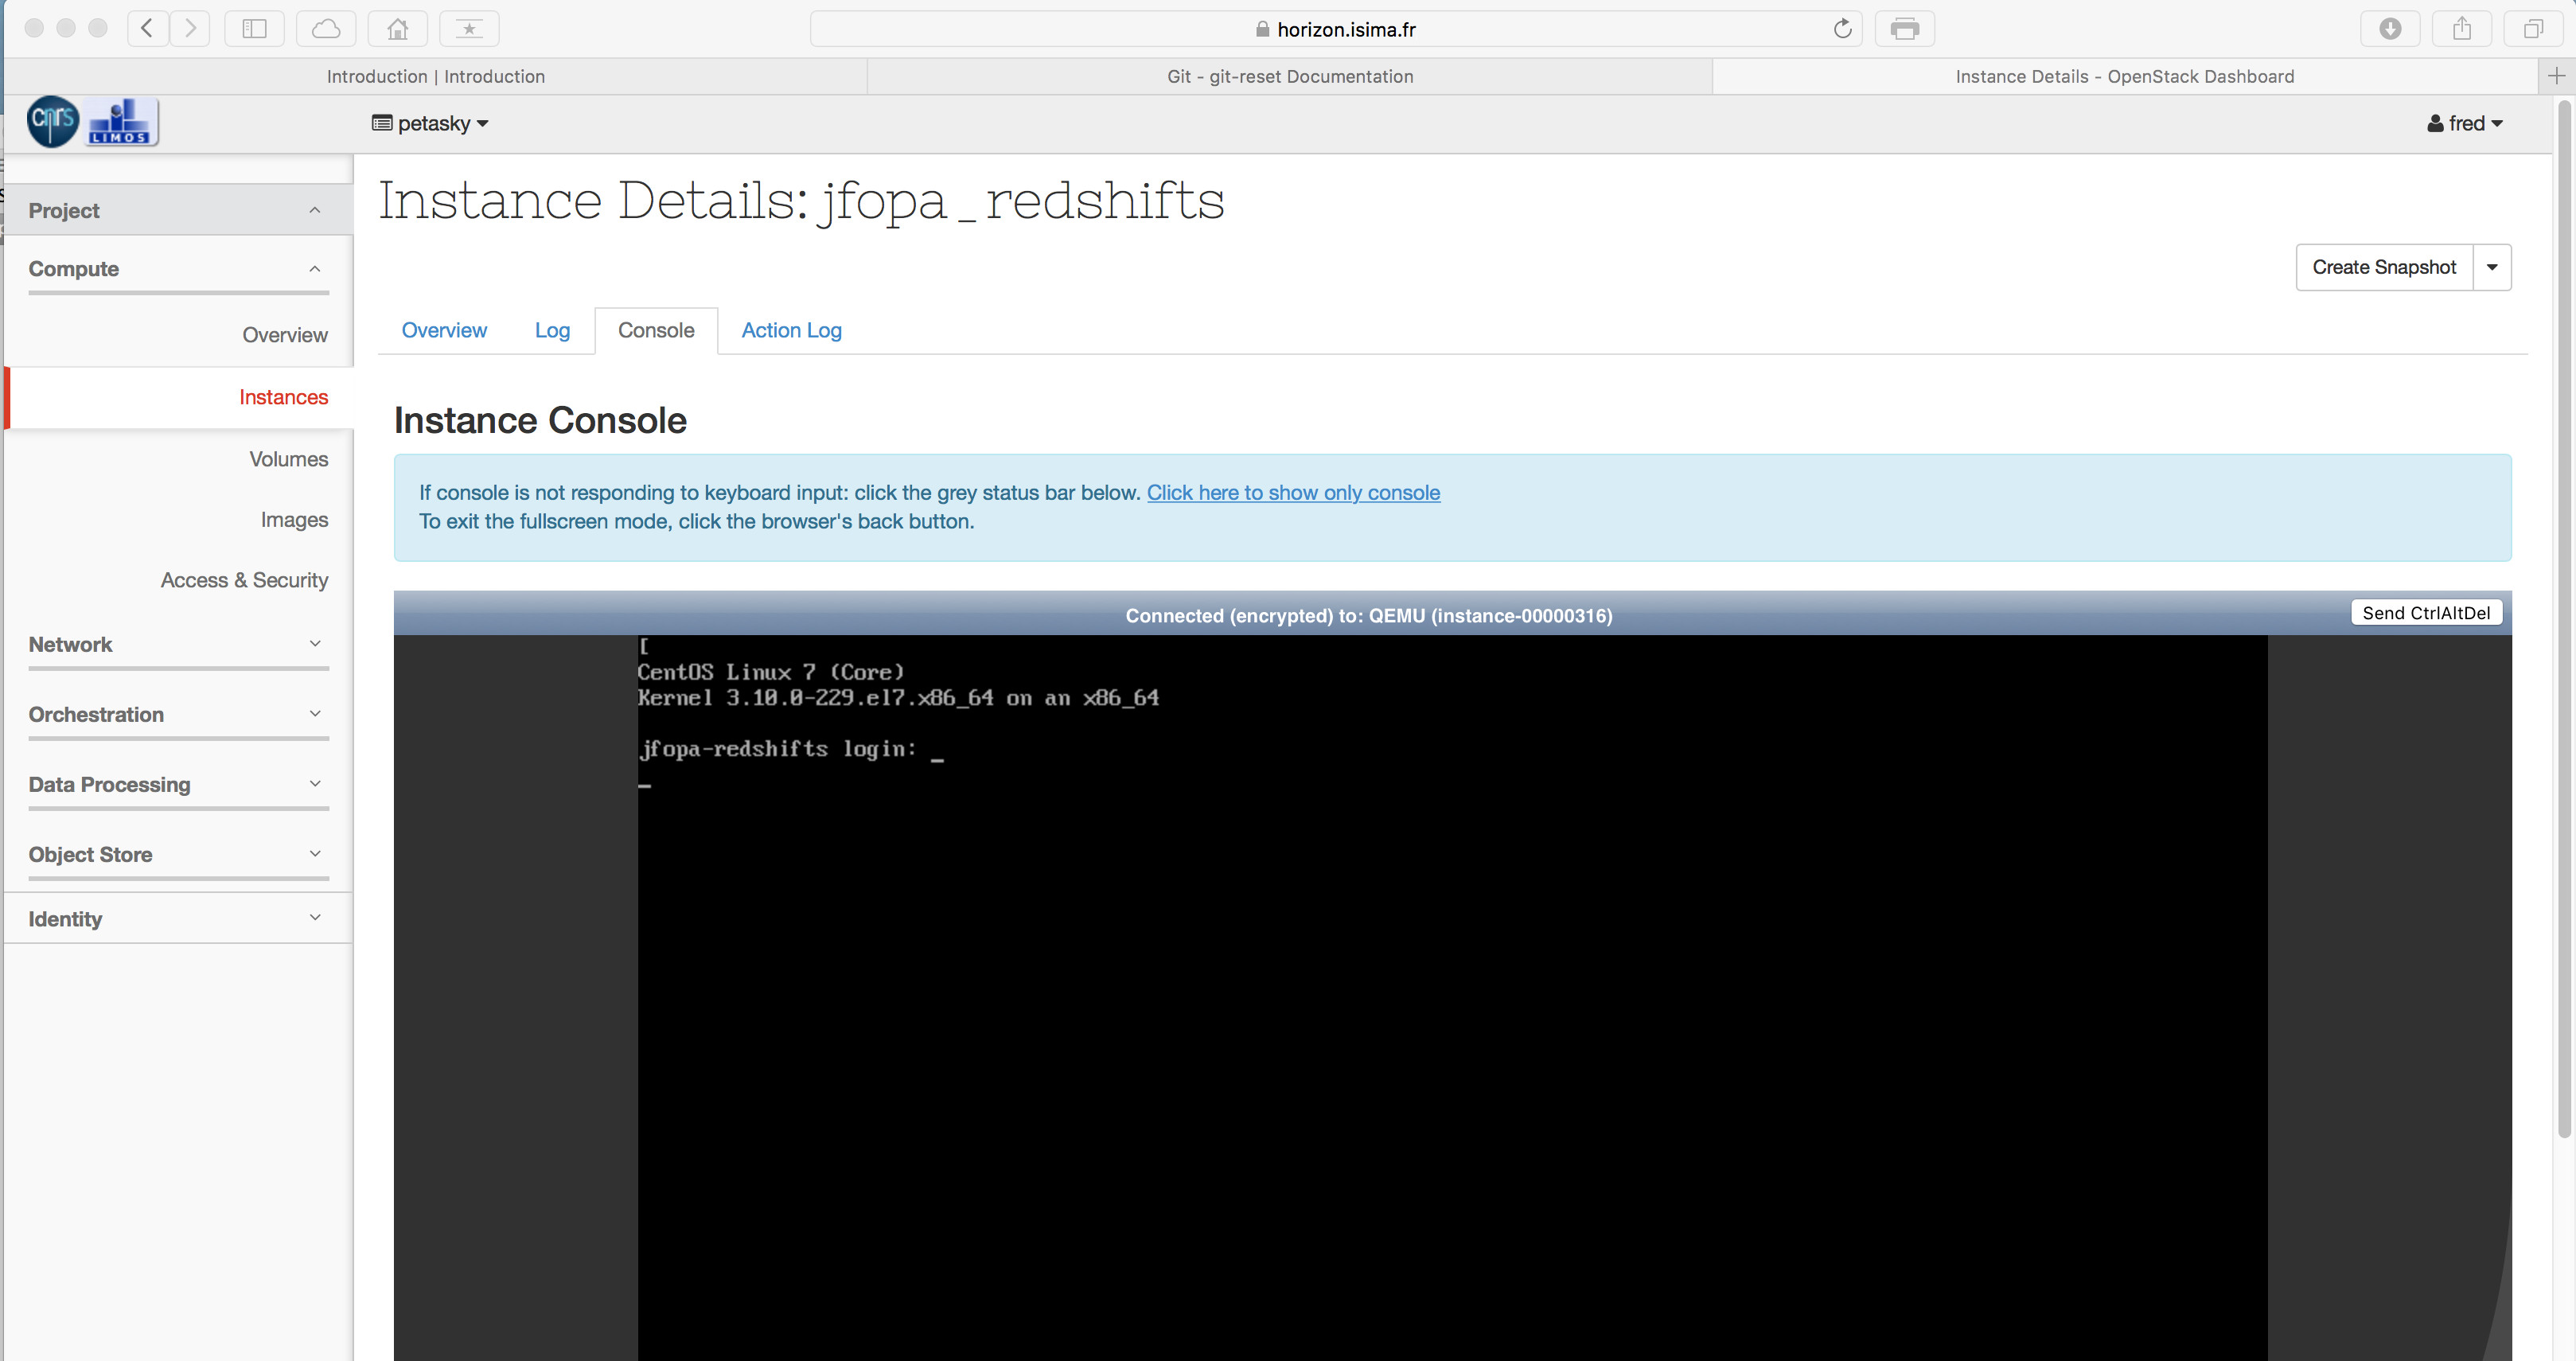 horizon.isima.fr
Introduction | Introduction
Git - git-reset Documentation
Instance Details - OpenStack Dashboard
cnrs
LIMOS
petasky
fred
Project
Compute
Overview
Instances
Volumes
Images
Access & Security
Network
Orchestration
Data Processing
Object Store
Identity
Instance Details: jfopa_redshifts
Create Snapshot
Overview
Log
Console
Action Log
Instance Console
If console is not responding to keyboard input: click the grey status bar below. Click here to show only console
To exit the fullscreen mode, click the browser's back button.
Connected (encrypted) to: QEMU (instance-00000316)
Send CtrlAltDel
[
CentOS Linux 7 (Core)
Kernel 3.10.0-229.el7.x86_64 on an x86_64
jfopa-redshifts login: _
_